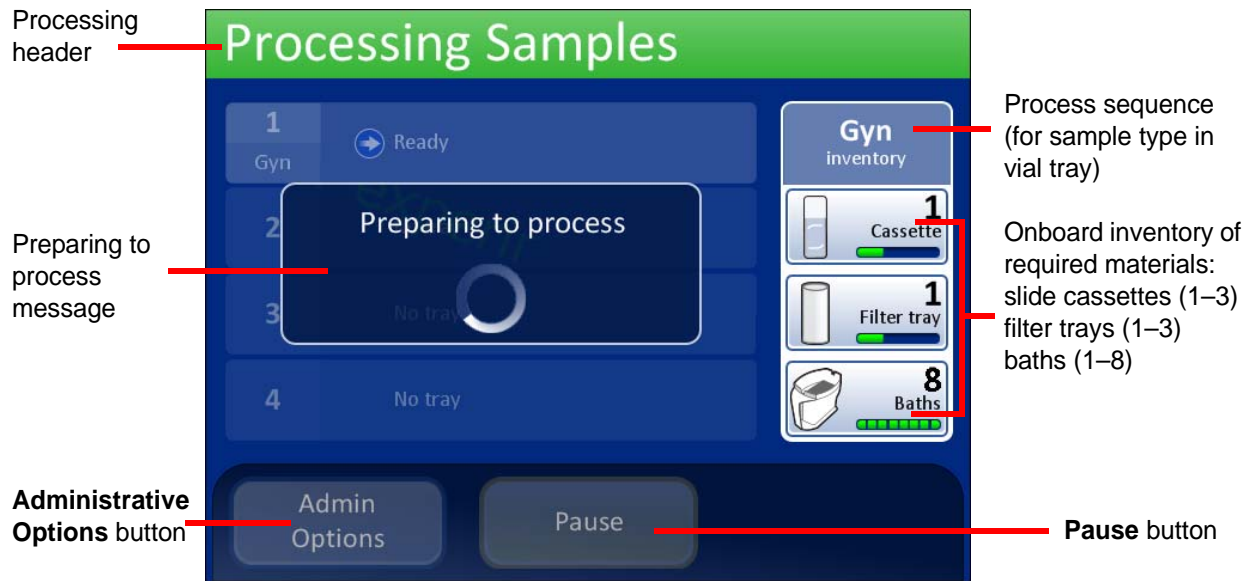 Processing
header
Processing Samples
1
Gyn
Ready
2
3
No tray
4
No tray
Preparing to process
Gyn
inventory
1
Cassette
1
Filter tray
8
Baths
Admin
Options
Pause
Process sequence
(for sample type in
vial tray)
Preparing to
process
message
Onboard inventory of
required materials:
slide cassettes (1–3)
filter trays (1–3)
baths (1–8)
Administrative
Options button
Pause button